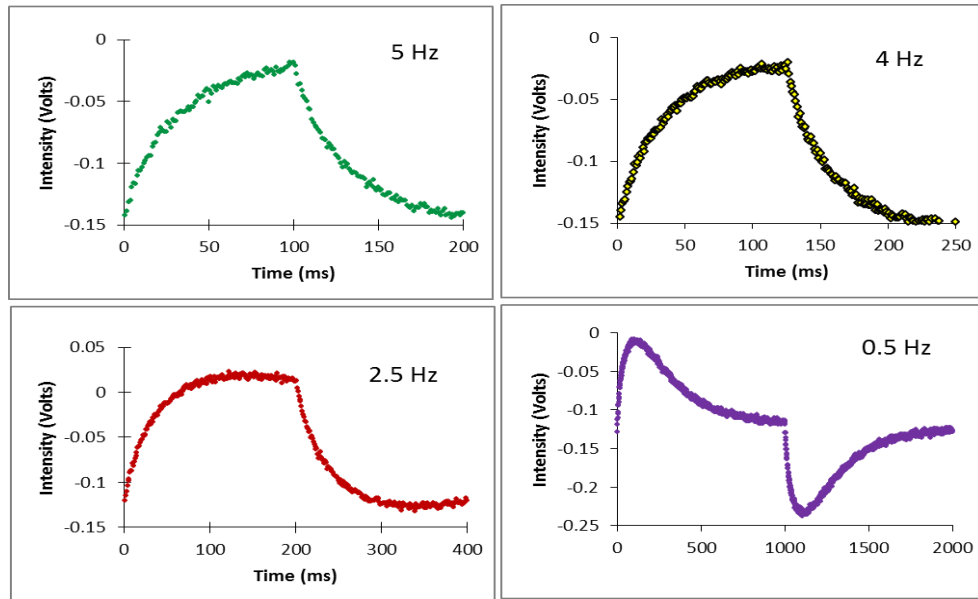 5 Hz
Intensity (Volts)
0
-0.05
-0.1
-0.15
0 50 100 150 200
Time (ms)
4 Hz
Intensity (Volts)
0
-0.05
-0.1
-0.15
0 50 100 150 200 250
Time (ms)
2.5 Hz
Intensity (Volts)
0.05
0
-0.05
-0.1
-0.15
0 100 200 300 400
Time (ms)
0.5 Hz
Intensity (Volts)
0
-0.05
-0.1
-0.15
-0.2
-0.25
0 500 1000 1500 2000